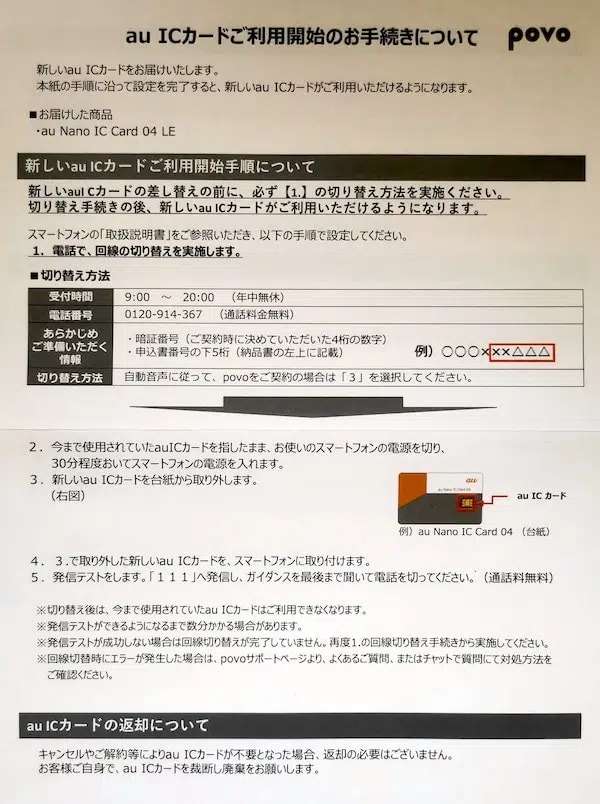 au ICカードご利用開始のお手続きについて
povo
新しいau ICカードをお届けいたします。
本紙の手順に沿って設定を完了すると、新しいau ICカードがご利用いただけるようになります。
■お届けした商品
・au Nano IC Card 04 LE
新しいau ICカードご利用開始手順について
新しいauI Cカードの差し替えの前に、必ず【1.】の切り替え方法を実施ください。
切り替え手続きの後、新しいau ICカードがご利用いただけるようになります。
スマートフォンの「取扱説明書」をご参照いただき、以下の手順で設定してください。
1. 電話で、回線の切り替えを実施します。
■切り替え方法
受付時間 9:00 ～ 20:00 (年中無休)
電話番号 0120-914-367 (通話料金無料)
あらかじめ
ご準備いただく
情報
・暗証番号（ご契約時に決めていただいた4桁の数字）
・申込書番号の下5桁（納品書の左上に記載）
例）○○○××××△△△
切り替え方法 自動音声に従って、povoをご契約の場合は「3」を選択してください。
2. 今まで使用されていたauICカードを指したまま、お使いのスマートフォンの電源を切り、
30分程度おいてスマートフォンの電源を入れます。
3. 新しいau ICカードを台紙から取り外します。
（右図）
au
au Nano IC Card 04
au IC カード
例）au Nano IC Card 04 （台紙）
4. 3.で取り外した新しいau ICカードを、スマートフォンに取り付けます。
5. 発信テストをします。「111」へ発信し、ガイダンスを最後まで聞いて電話を切ってください。（通話料無料）
※切り替え後は、今まで使用されていたau ICカードはご利用できなくなります。
※発信テストができるようになるまで数分かかる場合があります。
※発信テストが成功しない場合は回線切り替えが完了していません。再度1.の回線切り替え手続きから実施してください。
※回線切替時にエラーが発生した場合は、povoサポートページより、よくあるご質問、またはチャットで質問にて対処方法を
ご確認ください。
au ICカードの返却について
キャンセルやご解約等によりau ICカードが不要となった場合、返却の必要はございません。
お客様ご自身で、au ICカードを裁断し廃棄をお願いします。